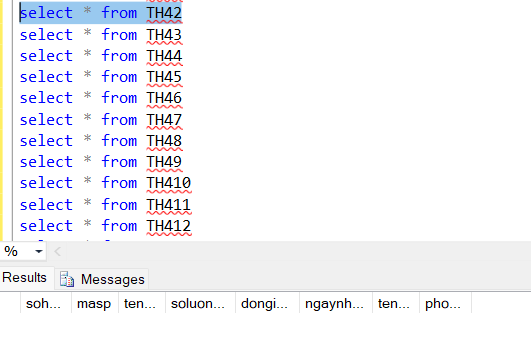 select * from TH42
select * from TH43
select * from TH44
select * from TH45
select * from TH46
select * from TH47
select * from TH48
select * from TH49
select * from TH410
select * from TH411
select * from TH412
%
Results Messages
soh... masp ten... soluon... dongi... ngaynh... ten... pho...